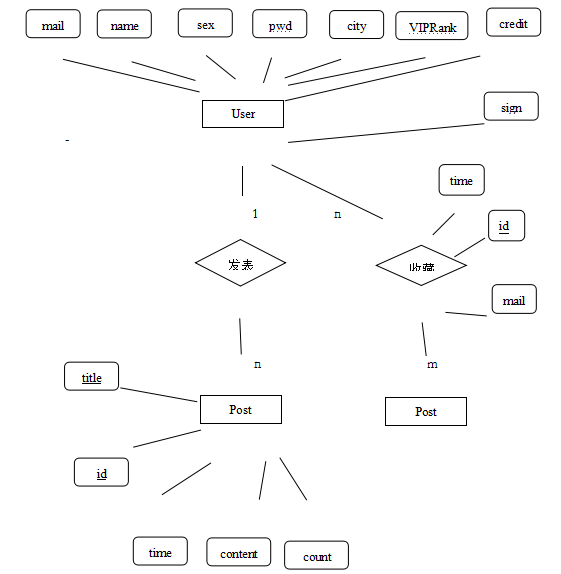 mail
name
sex
pwd
city
VIPRank
credit
User
sign
time
1
n
id
发表
收藏
mail
n
m
title
Post
Post
id
time
content
count